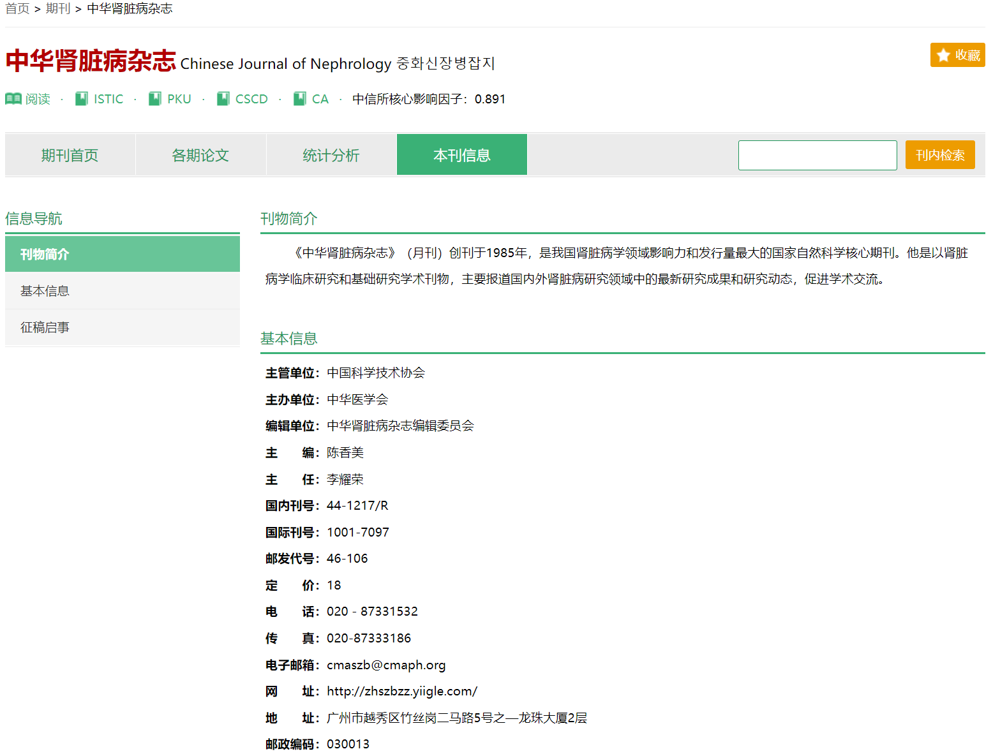 首页 > 期刊 > 中华肾脏病杂志
中华肾脏病杂志 Chinese Journal of Nephrology 중화신장병잡지
收藏
阅读 · ISTIC · PKU · CSCD · CA · 中信所核心影响因子：0.891
期刊首页 各期论文 统计分析 本刊信息 刊内检索
信息导航
刊物简介
基本信息
征稿启事
刊物简介
《中华肾脏病杂志》（月刊）创刊于1985年，是我国肾脏病学领域影响力和发行量最大的国家自然科学核心期刊。他是以肾脏
病学临床研究和基础研究学术刊物，主要报道国内外肾脏病研究领域中的最新研究成果和研究动态，促进学术交流。
基本信息
主管单位：中国科学技术协会
主办单位：中华医学会
编辑单位：中华肾脏病杂志编辑委员会
主　　编：陈香美
主　　任：李耀荣
国内刊号：44-1217/R
国际刊号：1001-7097
邮发代号：46-106
定　　价：18
电　　话：020 - 87331532
传　　真：020-87333186
电子邮箱：cmaszb@cmaph.org
网　　址：http://zhszbzz.yiigle.com/
地　　址：广州市越秀区竹丝岗二马路5号之—龙珠大厦2层
邮政编码：030013